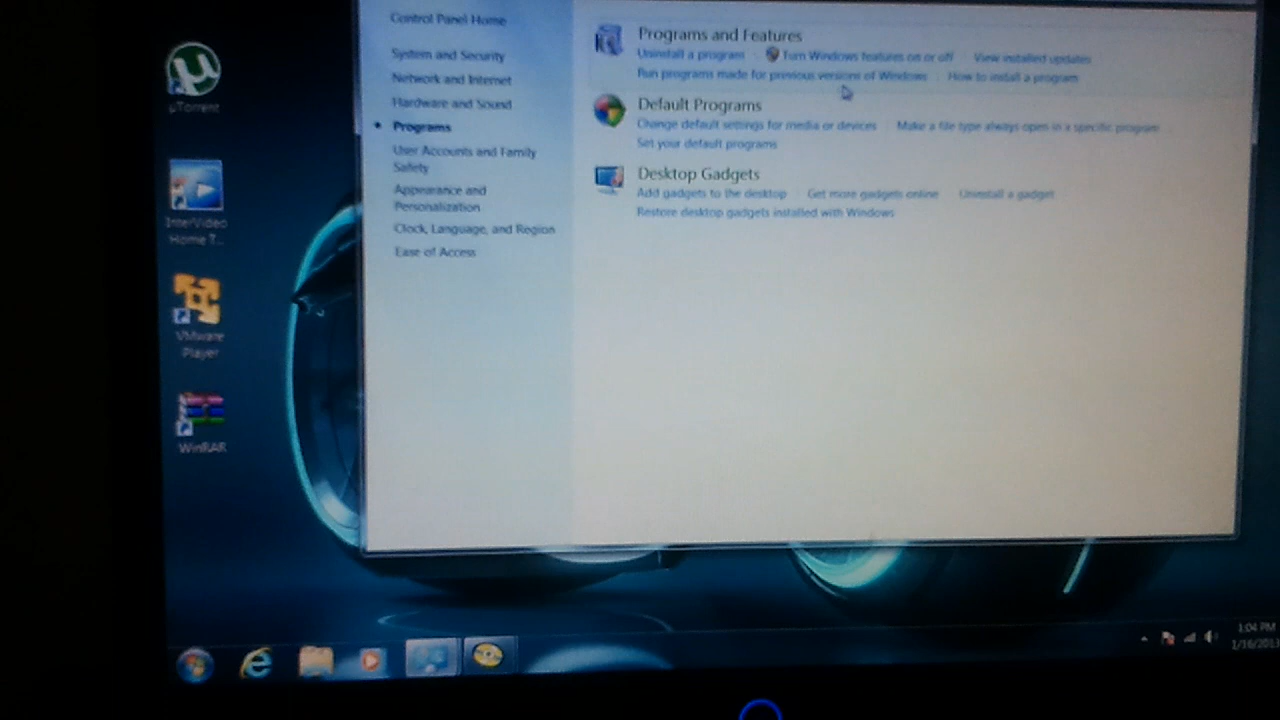 µTorrent
InterVideo
Home T...
VMware
Player
WinRAR
Control Panel Home
System and Security
Network and Internet
Hardware and Sound
Programs
User Accounts and Family
Safety
Appearance and
Personalization
Clock, Language, and Region
Ease of Access
Programs and Features
Uninstall a program Turn Windows features on or off View installed updates
Run programs made for previous versions of Windows How to install a program
Default Programs
Change default settings for media or devices Make a file type always open in a specific program
Set your default programs
Desktop Gadgets
Add gadgets to the desktop Get more gadgets online Uninstall a gadget
Restore desktop gadgets installed with Windows
1:04 PM